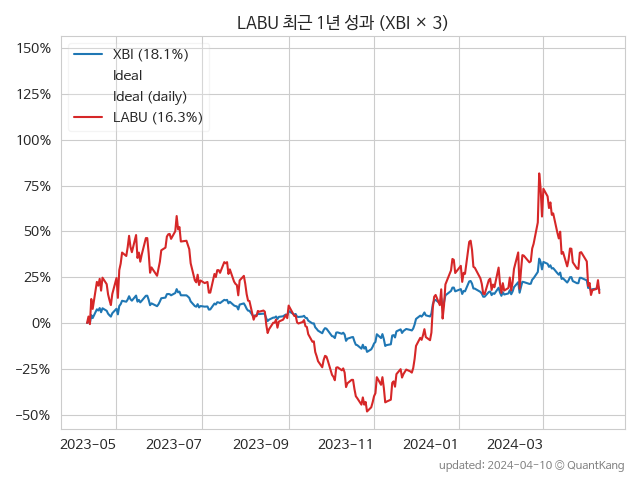 LABU 최근 1년 성과 (XBI × 3)
150%
125%
100%
75%
50%
25%
0%
−25%
−50%
XBI (18.1%)
Ideal
Ideal (daily)
LABU (16.3%)
2023-05 2023-07 2023-09 2023-11 2024-01 2024-03
updated: 2024-04-10 © QuantKang